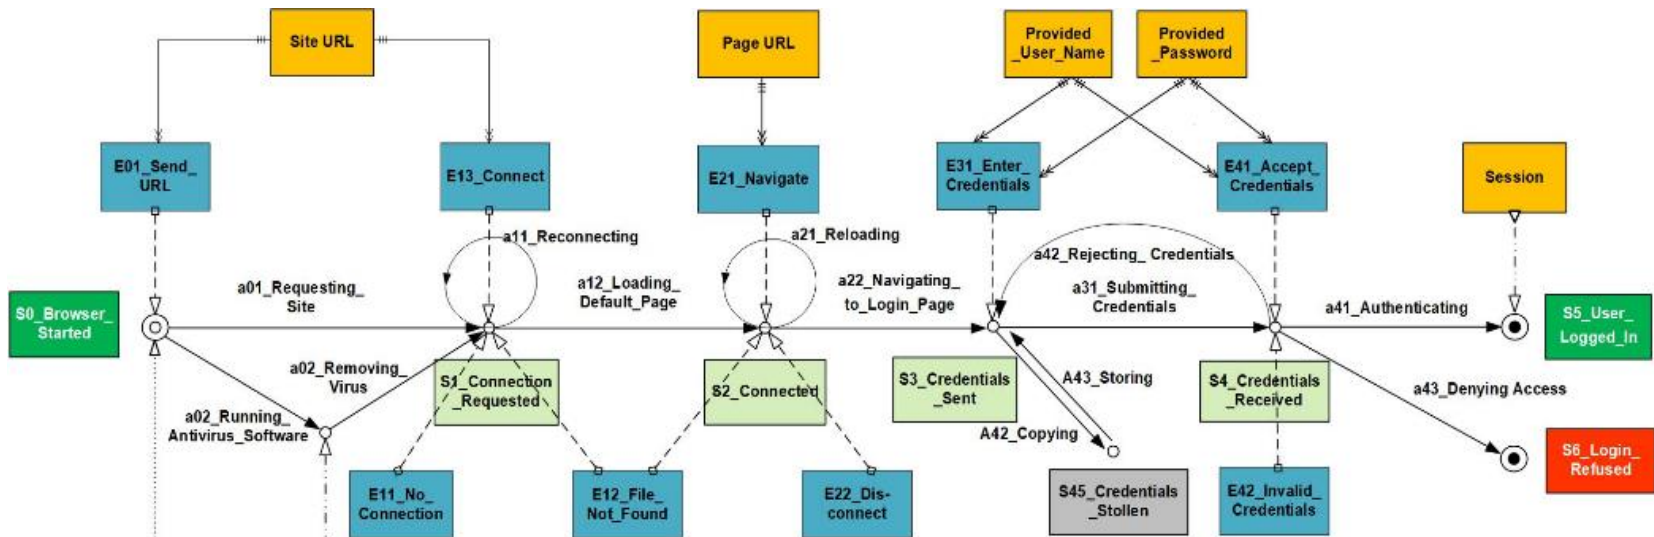 Site URL
Page URL
Provided
_User_Name
Provided
_Password
E01_Send_
URL
E13_Connect
E21_Navigate
E31_Enter_
Credentials
E41_Accept_
Credentials
Session
a11_Reconnecting
a21_Reloading
a42_Rejecting_ Credentials
a01_Requesting_
Site
a12_Loading_
Default_Page
a22_Navigating_
to_Login_Page
a31_Submitting_
Credentials
a41_Authenticating
S0_Browser_
Started
S5_User_
Logged_In
a02_Removing_
Virus
S1_Connection
_Requested
S2_Connected
S3_Credentials
_Sent
A43_Storing
S4_Credentials
_Received
a43_Denying Access
a02_Running_
Antivirus_Software
A42_Copying
S6_Login_
Refused
E11_No_
Connection
E12_File_
Not_Found
E22_Dis-
connect
S45_Credentials
_Stollen
E42_Invalid_
Credentials